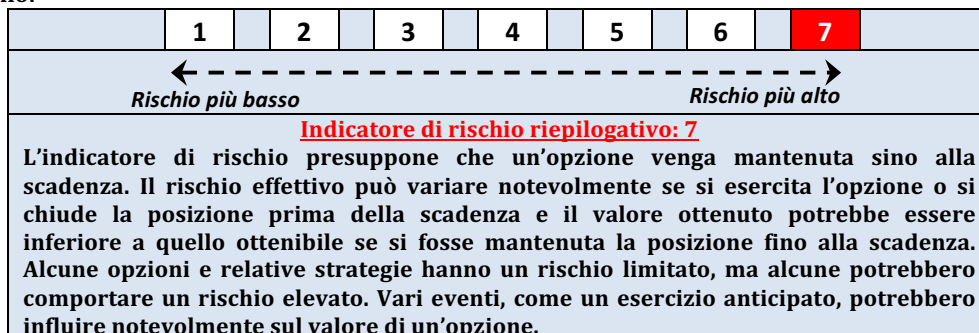 no.
1 2 3 4 5 6 7
Rischio più basso Rischio più alto
Indicatore di rischio riepilogativo: 7
L’indicatore di rischio presuppone che un’opzione venga mantenuta sino alla
scadenza. Il rischio effettivo può variare notevolmente se si esercita l’opzione o si
chiude la posizione prima della scadenza e il valore ottenuto potrebbe essere
inferiore a quello ottenibile se si fosse mantenuta la posizione fino alla scadenza.
Alcune opzioni e relative strategie hanno un rischio limitato, ma alcune potrebbero
comportare un rischio elevato. Vari eventi, come un esercizio anticipato, potrebbero
influire notevolmente sul valore di un’opzione.